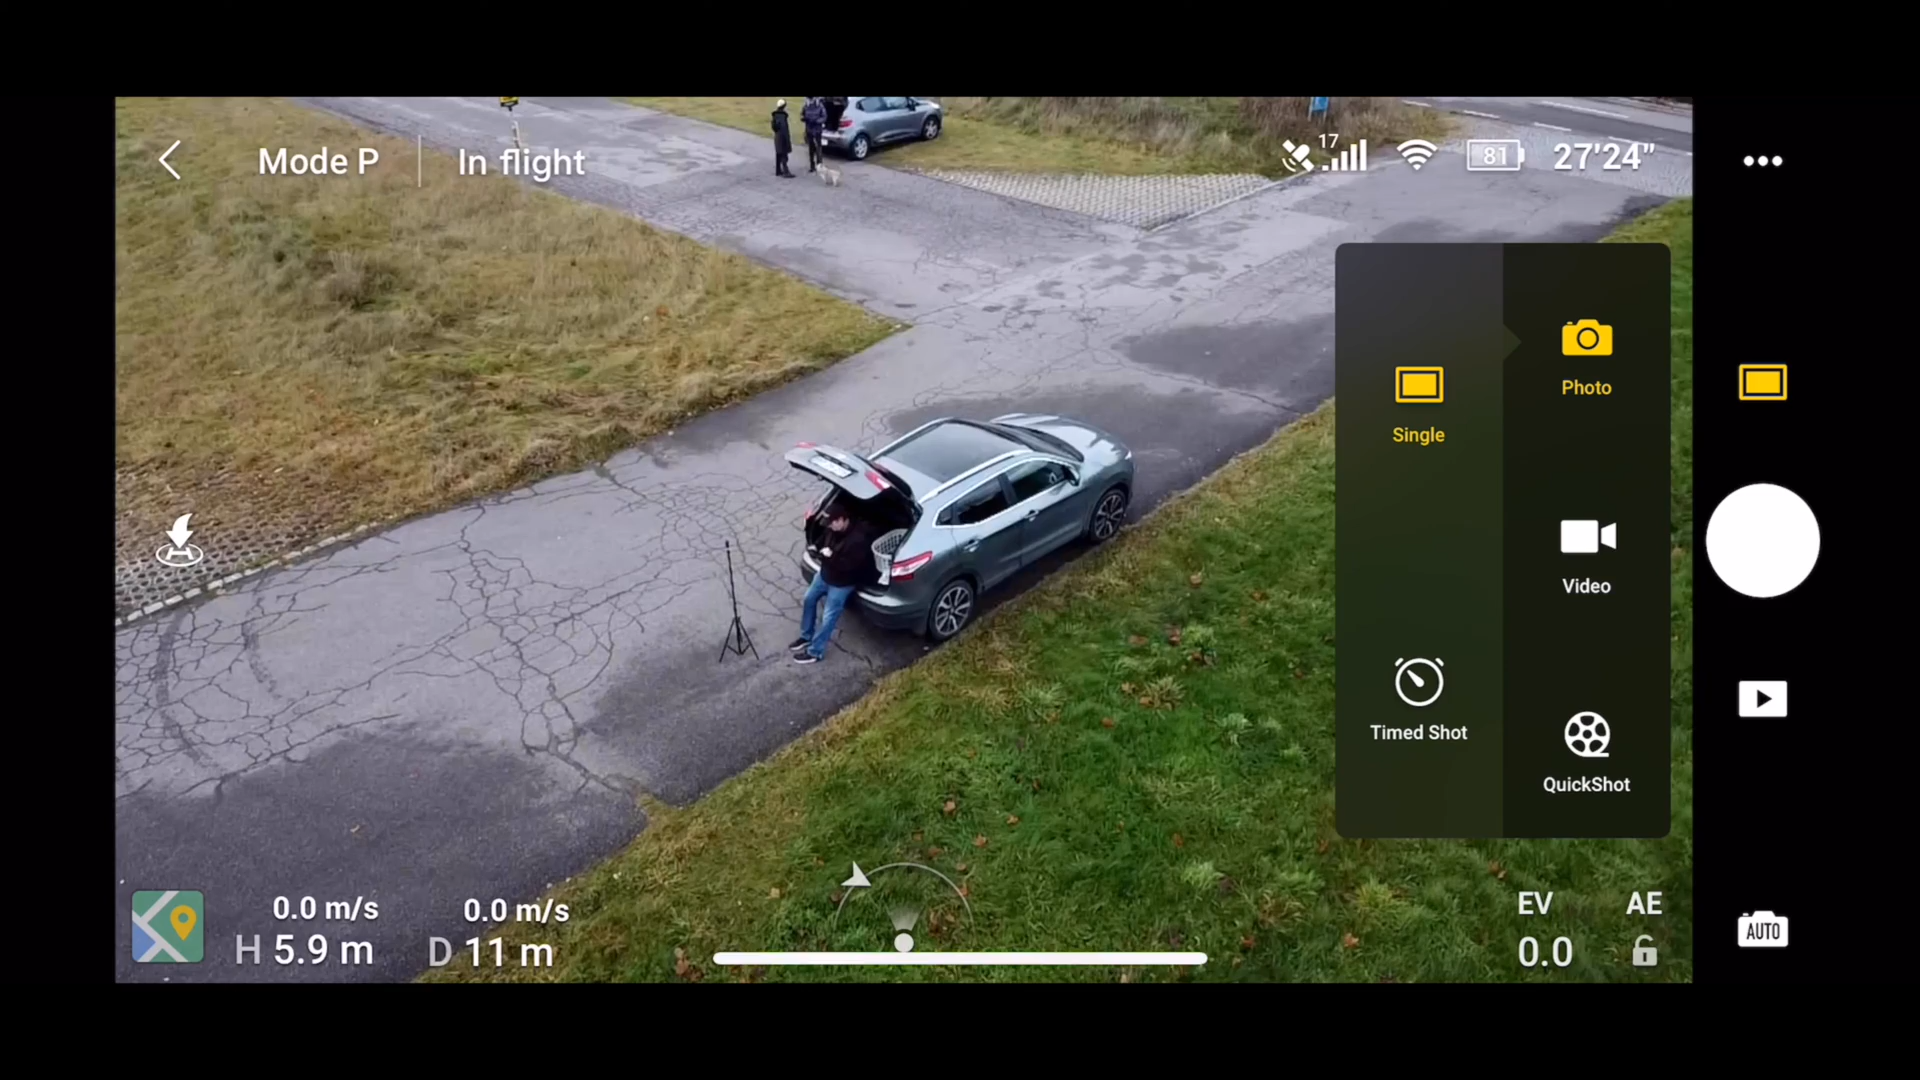 Mode P
In flight
17
81
27'24"
Photo
Single
Video
Timed Shot
QuickShot
0.0 m/s
0.0 m/s
H 5.9 m
D 11 m
EV
AE
0.0
AUTO